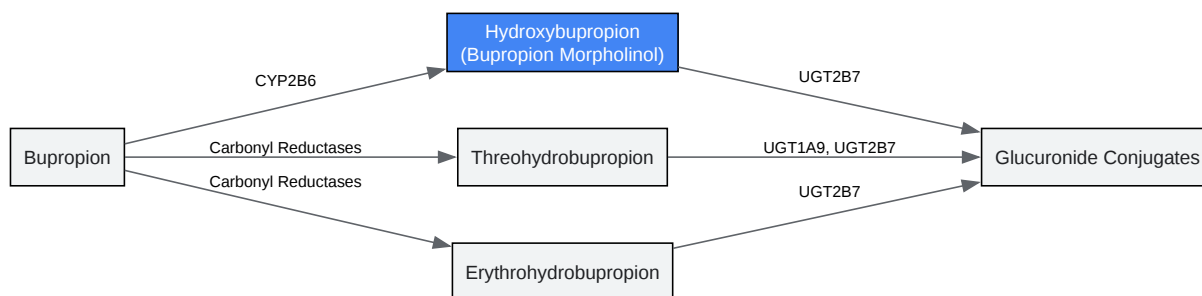 Hydroxybupropion
(Bupropion Morpholinol)
CYP2B6
UGT2B7
Bupropion
Carbonyl Reductases
Threohydrobupropion
UGT1A9, UGT2B7
Glucuronide Conjugates
Carbonyl Reductases
UGT2B7
Erythrohydrobupropion